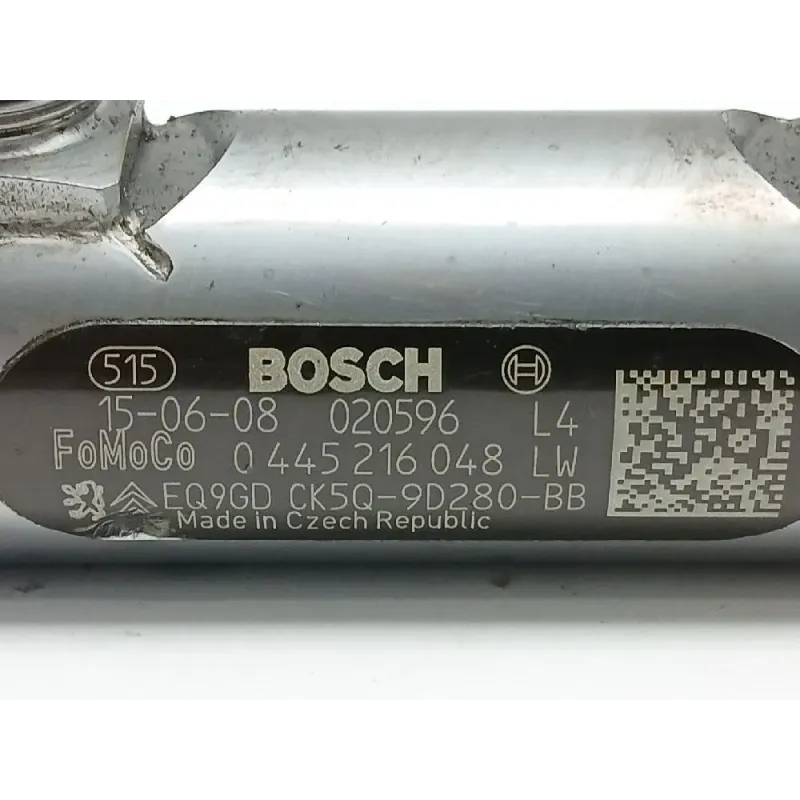 515 BOSCH
15-06-08 020596 L4
FoMoCo 0 445 216 048 LW
EQ9GD CK5Q-9D280-BB
Made in Czech Republic